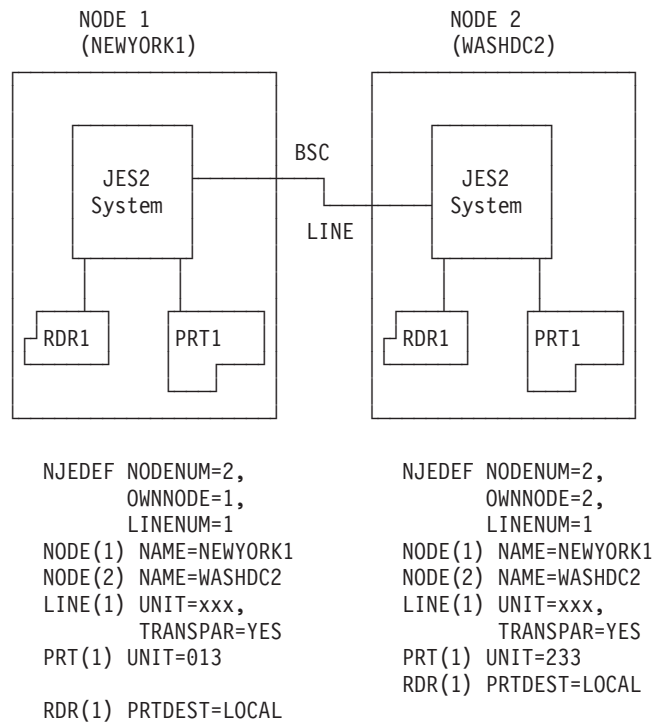 NODE 1
(NEWYORK1)
NODE 2
(WASHDC2)
JES2
System
BSC
LINE
JES2
System
RDR1
PRT1
RDR1
PRT1
NJEDEF NODENUM=2,
OWNNODE=1,
LINENUM=1
NODE(1) NAME=NEWYORK1
NODE(2) NAME=WASHDC2
LINE(1) UNIT=xxx,
TRANSPAR=YES
PRT(1) UNIT=013
RDR(1) PRTDEST=LOCAL
NJEDEF NODENUM=2,
OWNNODE=2,
LINENUM=1
NODE(1) NAME=NEWYORK1
NODE(2) NAME=WASHDC2
LINE(1) UNIT=xxx,
TRANSPAR=YES
PRT(1) UNIT=233
RDR(1) PRTDEST=LOCAL